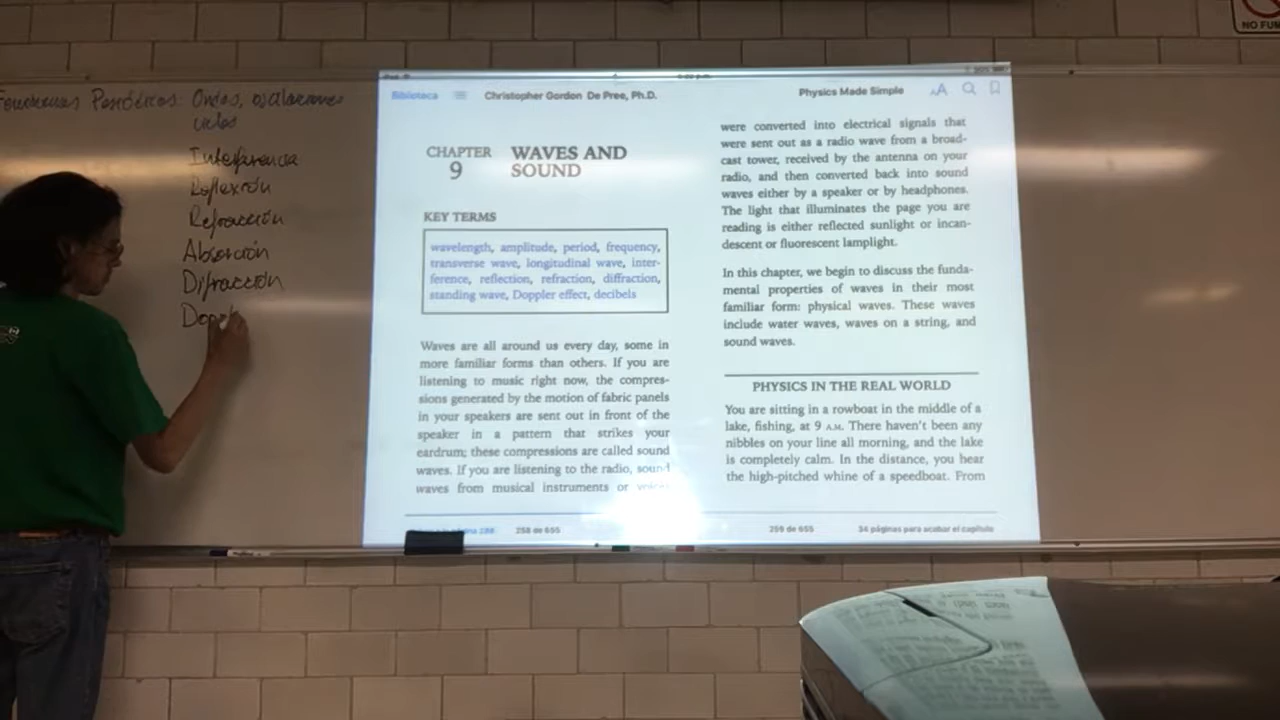 Fenómenos Periódicos: Ondas, oscilaciones
Interferencia
Reflexión
Refracción
Absorción
Difracción
Dopple
Biblioteca
Christopher Gordon De Pree, Ph.D.
Physics Made Simple
AA
CHAPTER 9
WAVES AND SOUND
KEY TERMS
wavelength, amplitude, period, frequency,
transverse wave, longitudinal wave, inter-
ference, reflection, refraction, diffraction,
standing wave, Doppler effect, decibels
Waves are all around us every day, some in
more familiar forms than others. If you are
listening to music right now, the compres-
sions generated by the motion of fabric panels
in your speakers are sent out in front of the
speaker in a pattern that strikes your
eardrum; these compressions are called sound
waves. If you are listening to the radio, sound
waves from musical instruments or voices
258 de 655
were converted into electrical signals that
were sent out as a radio wave from a broad-
cast tower, received by the antenna on your
radio, and then converted back into sound
waves either by a speaker or by headphones.
The light that illuminates the page you are
reading is either reflected sunlight or incan-
descent or fluorescent lamplight.
In this chapter, we begin to discuss the funda-
mental properties of waves in their most
familiar form: physical waves. These waves
include water waves, waves on a string, and
sound waves.
PHYSICS IN THE REAL WORLD
You are sitting in a rowboat in the middle of a
lake, fishing, at 9 A.M. There haven't been any
nibbles on your line all morning, and the lake
is completely calm. In the distance, you hear
the high-pitched whine of a speedboat. From
259 de 655
34 páginas para acabar el capítulo
NO FUM